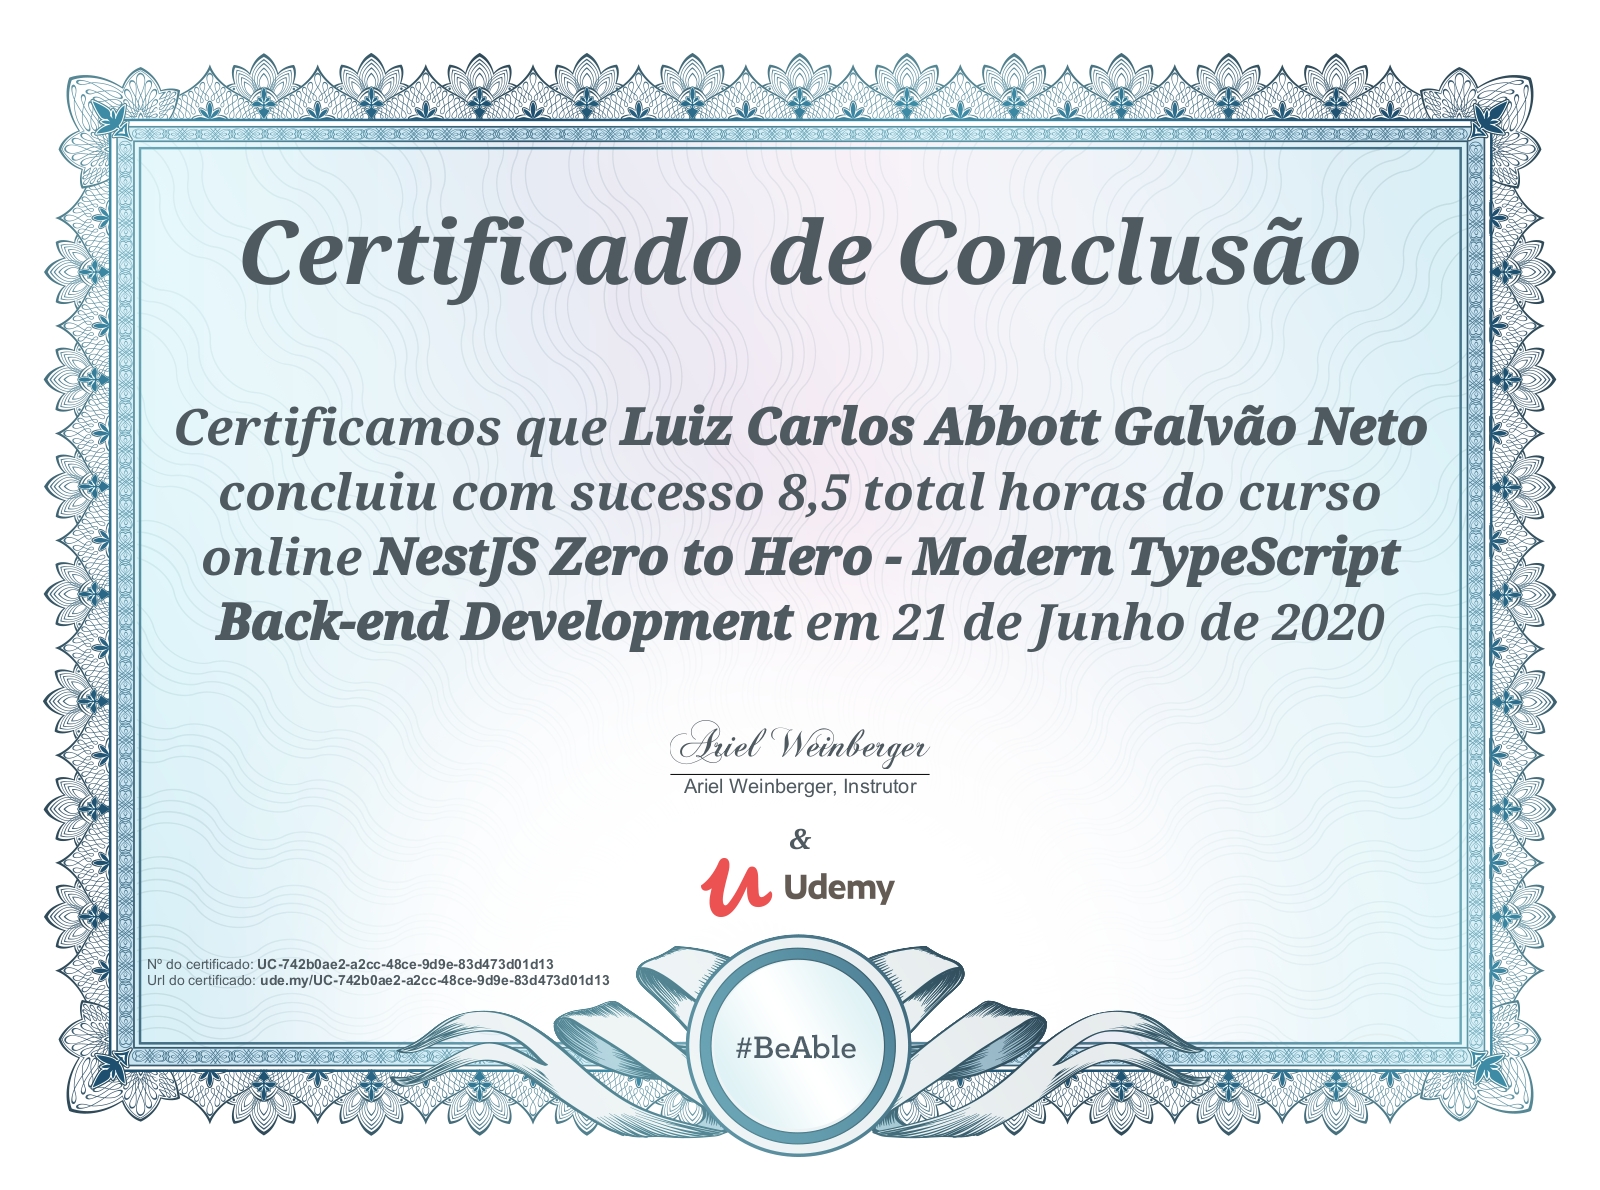 Certificado de Conclusão
Certificamos que Luiz Carlos Abbott Galvão Neto
concluiu com sucesso 8,5 total horas do curso
online NestJS Zero to Hero - Modern TypeScript
Back-end Development em 21 de Junho de 2020
Ariel Weinberger
Ariel Weinberger, Instrutor
&
Udemy
Nº do certificado: UC-742b0ae2-a2cc-48ce-9d9e-83d473d01d13
Url do certificado: ude.my/UC-742b0ae2-a2cc-48ce-9d9e-83d473d01d13
#BeAble